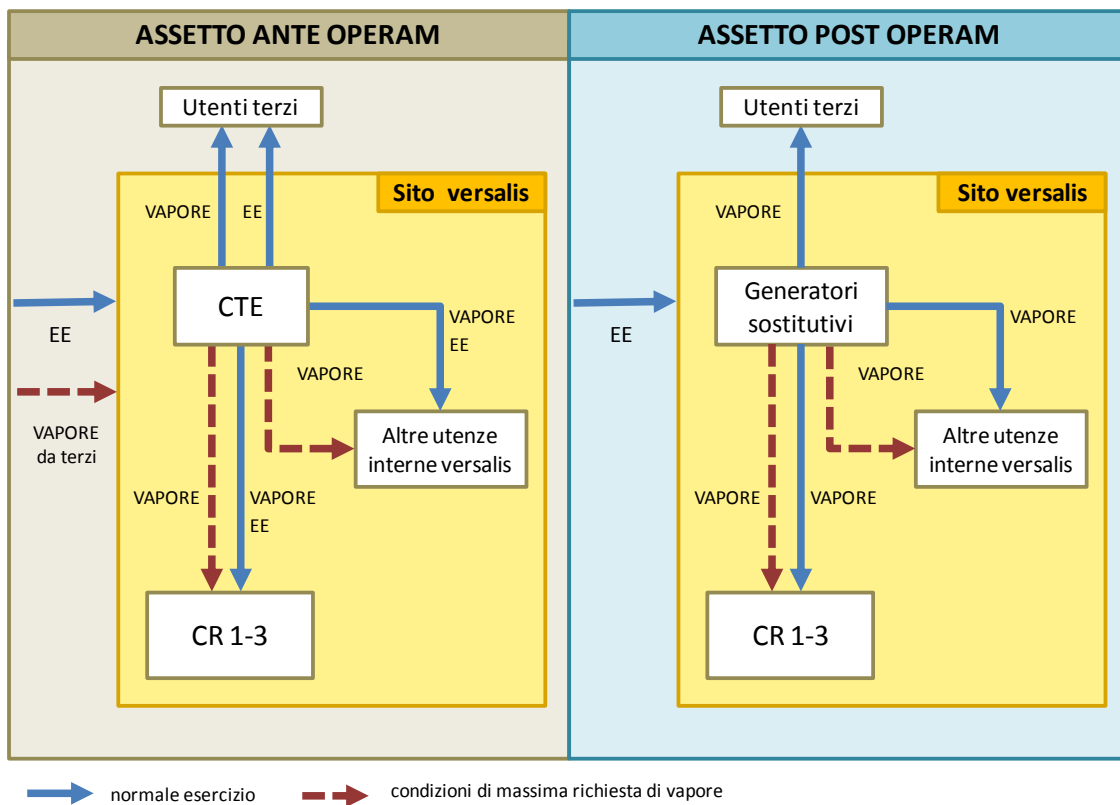 ASSETTO ANTE OPERAM
Utenti terzi
Sito versalis
VAPORE
EE
CTE
EE
VAPORE
EE
VAPORE
VAPORE
da terzi
Altre utenze
interne versalis
VAPORE
VAPORE
EE
CR 1-3
ASSETTO POST OPERAM
Utenti terzi
Sito versalis
VAPORE
Generatori
sostitutivi
EE
VAPORE
VAPORE
Altre utenze
interne versalis
VAPORE
VAPORE
CR 1-3
normale esercizio
condizioni di massima richiesta di vapore